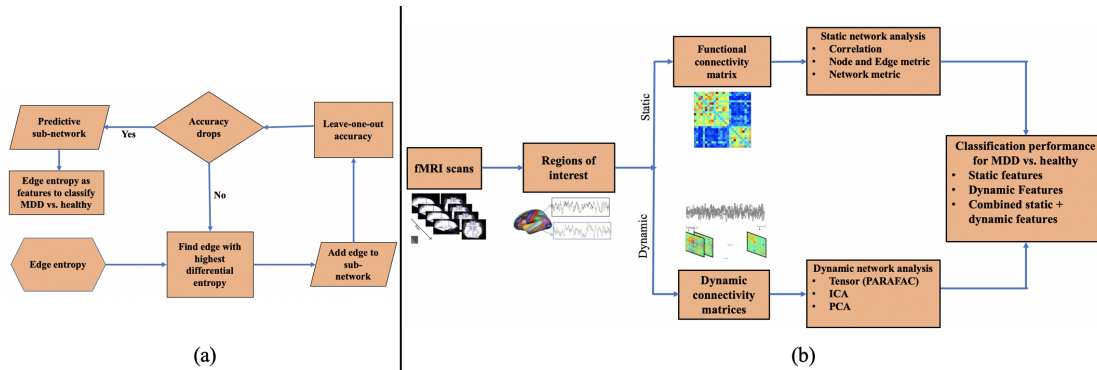 Predictive
sub-network
Yes
Accuracy
drops
Leave-one-out
accuracy
Edge entropy as
features to classify
MDD vs. healthy
No
Edge entropy
Find edge with
highest
differential
entropy
Add edge to
sub-
network
(a)
fMRI scans
Regions of
interest
Static
Dynamic
Functional
connectivity
matrix
Static network analysis
• Correlation
• Node and Edge metric
• Network metric
Dynamic
connectivity
matrices
Dynamic network analysis
• Tensor (PARAFAC)
• ICA
• PCA
Classification performance
for MDD vs. healthy
• Static features
• Dynamic Features
• Combined static +
dynamic features
(b)